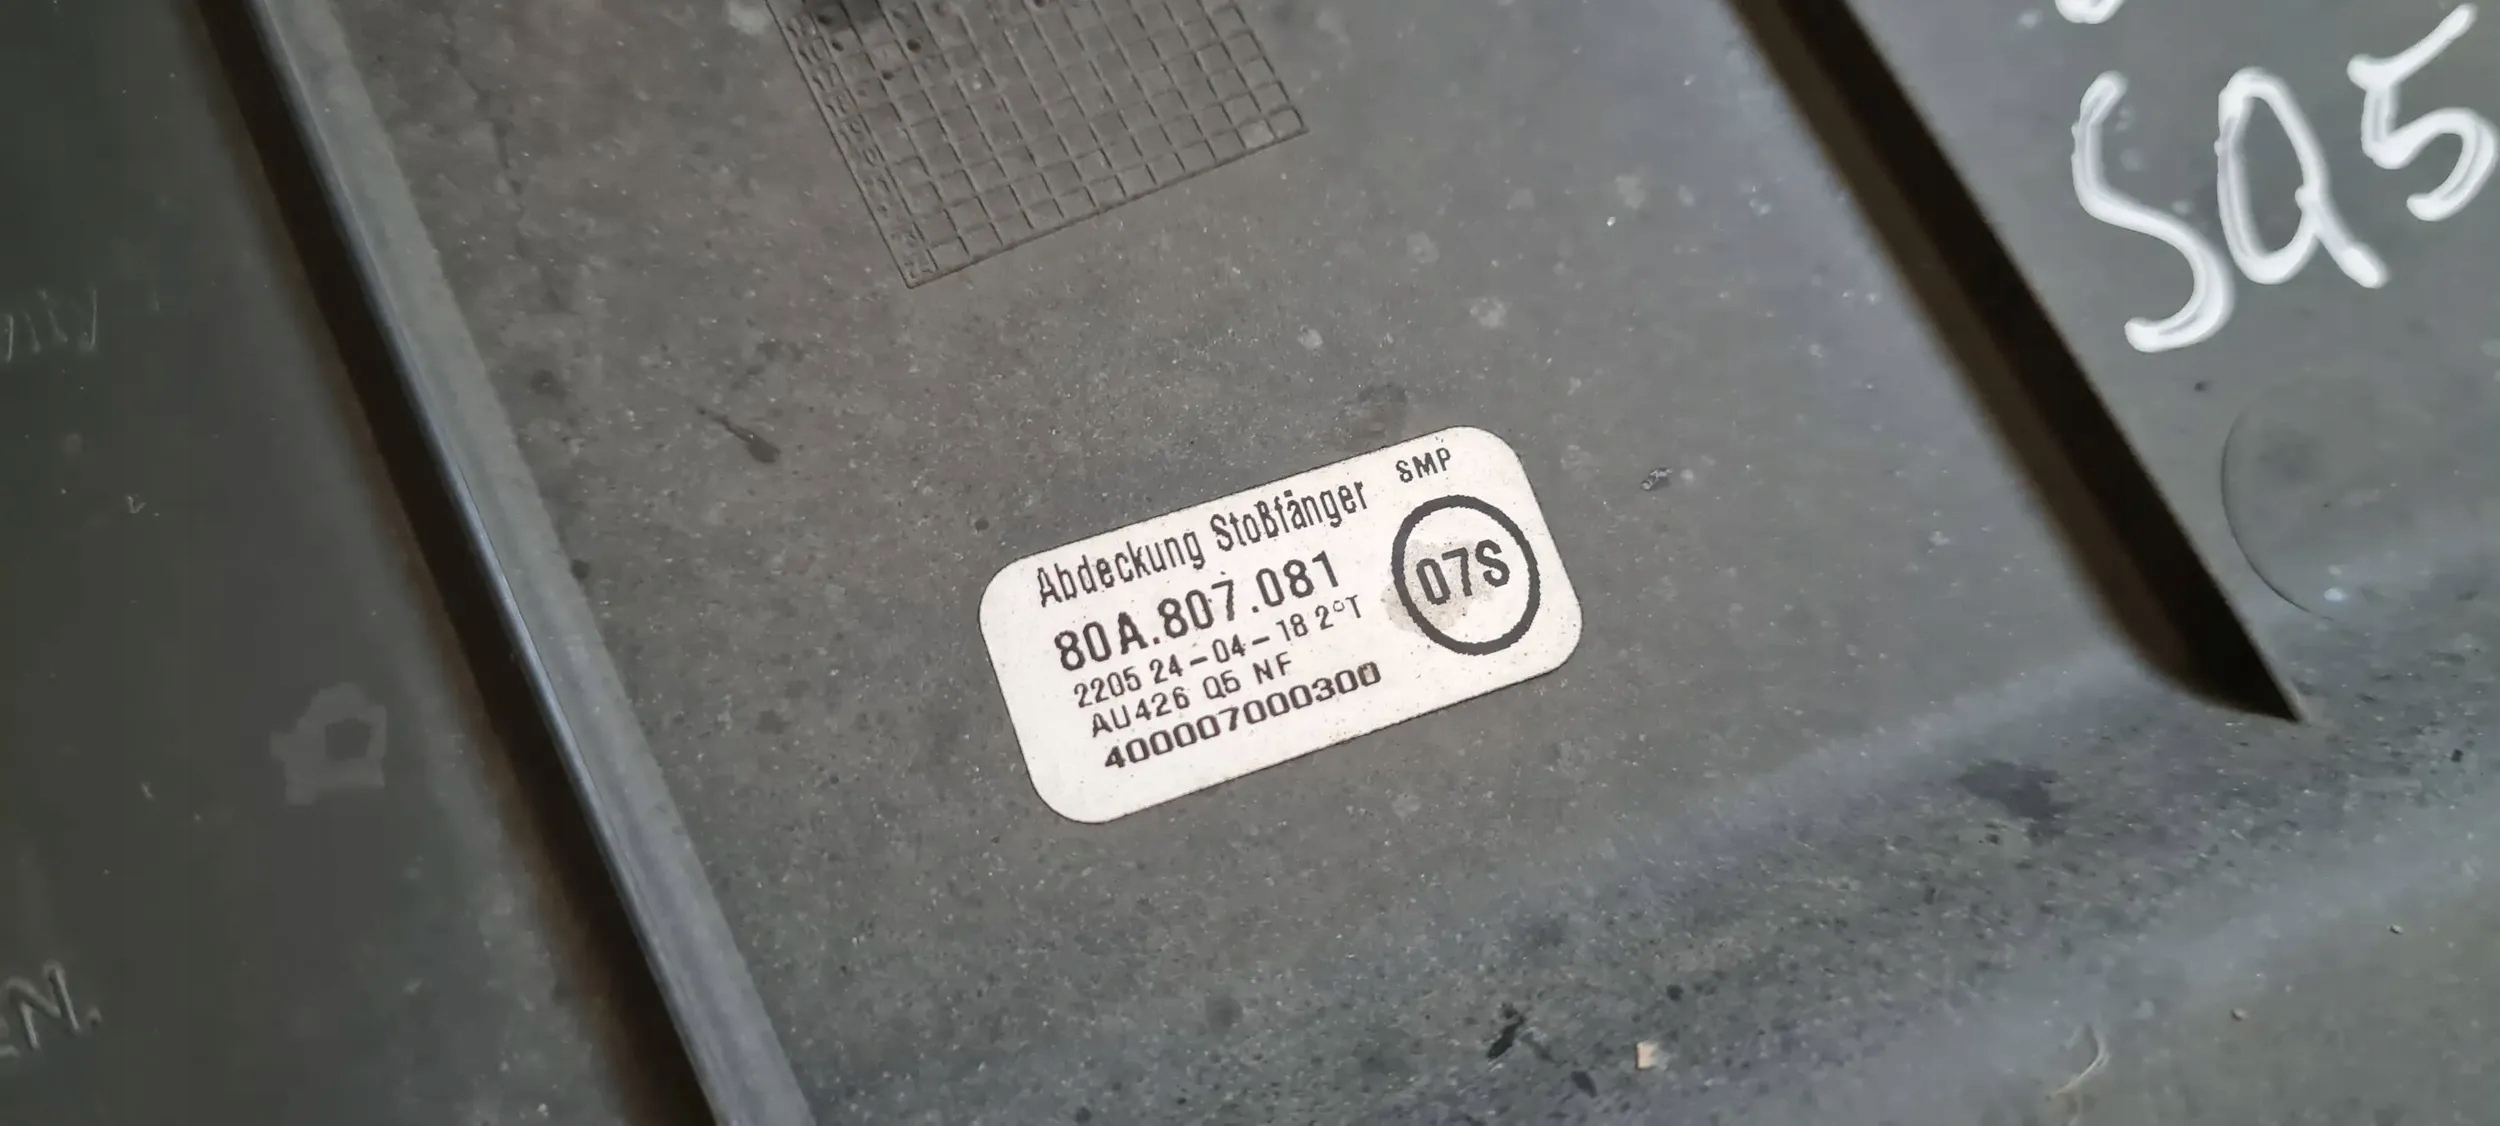 SQ5
Abdeckung Stoßfänger SMP
80A.807.081
07S
2205 24-04-18 2°T
AU426 Q5 NF
400007000300